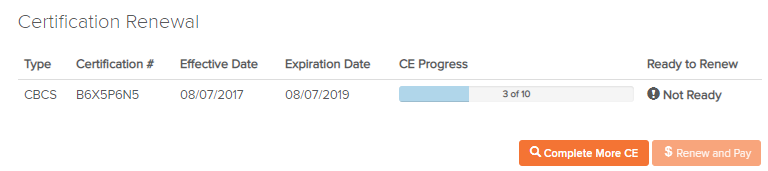 Certification Renewal
Type Certification # Effective Date Expiration Date CE Progress Ready to Renew
CBCS B6X5P6N5 08/07/2017 08/07/2019 3 of 10 Not Ready
Complete More CE $ Renew and Pay